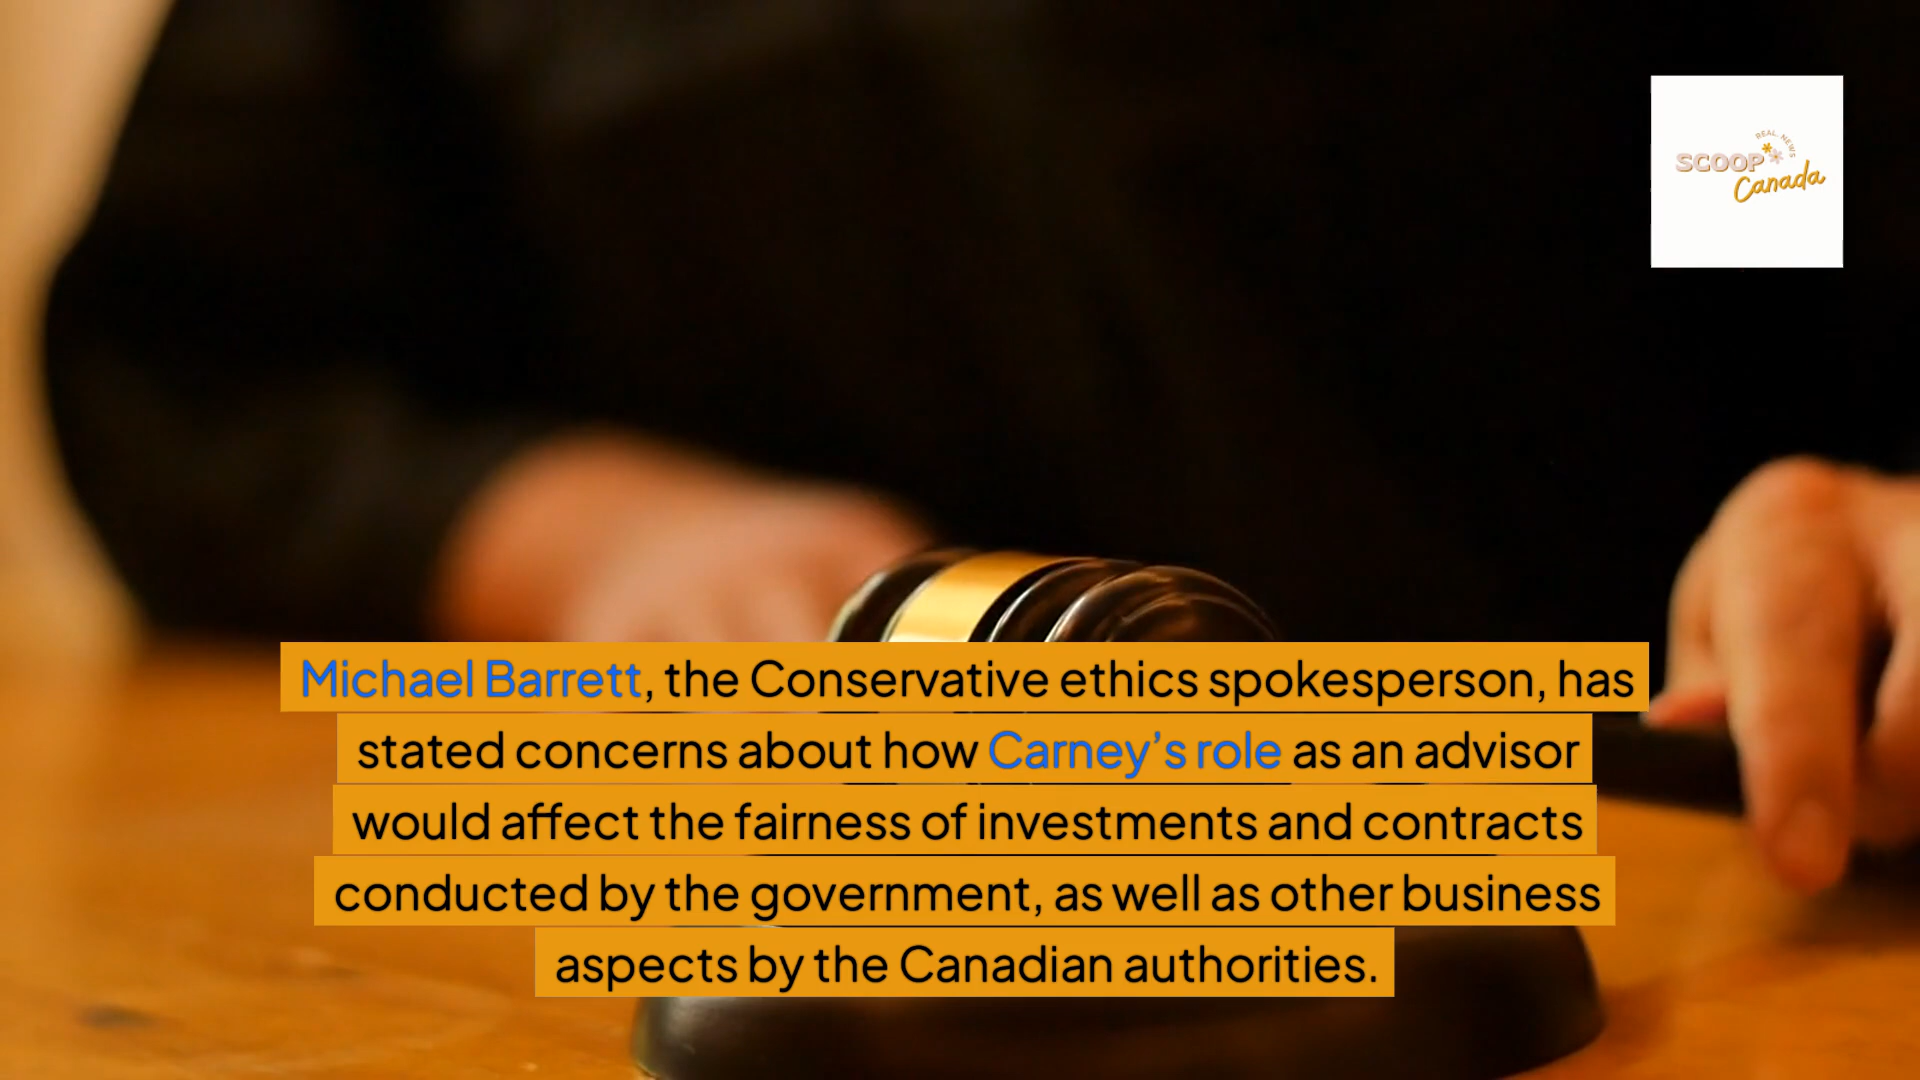 REAL NEWS
SCOOP
Canada
Michael Barrett, the Conservative ethics spokesperson, has
stated concerns about how Carney’s role as an advisor
would affect the fairness of investments and contracts
conducted by the government, as well as other business
aspects by the Canadian authorities.